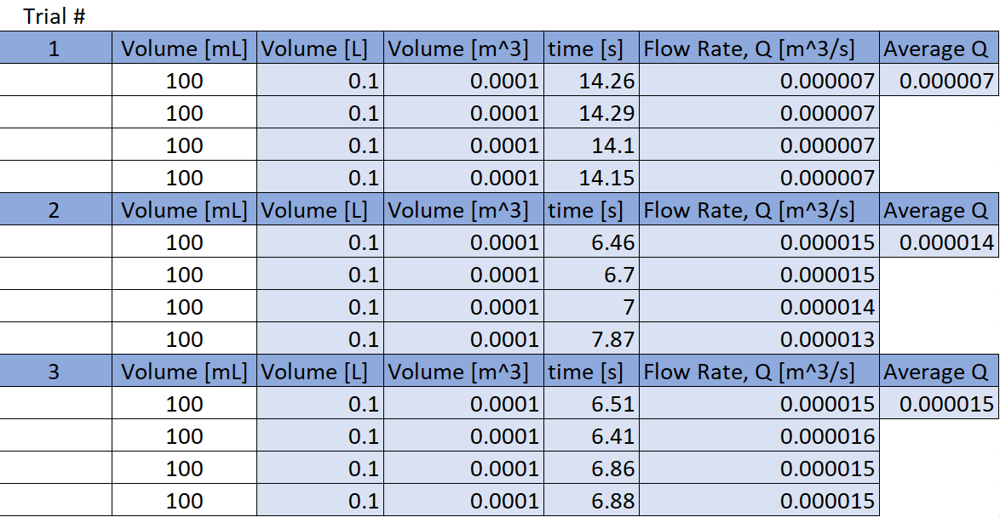 Trial #
1 Volume [mL] Volume [L] Volume [m^3] time [s] Flow Rate, Q [m^3/s] Average Q
100 0.1 0.0001 14.26 0.000007 0.000007
100 0.1 0.0001 14.29 0.000007
100 0.1 0.0001 14.1 0.000007
100 0.1 0.0001 14.15 0.000007
2 Volume [mL] Volume [L] Volume [m^3] time [s] Flow Rate, Q [m^3/s] Average Q
100 0.1 0.0001 6.46 0.000015 0.000014
100 0.1 0.0001 6.7 0.000015
100 0.1 0.0001 7 0.000014
100 0.1 0.0001 7.87 0.000013
3 Volume [mL] Volume [L] Volume [m^3] time [s] Flow Rate, Q [m^3/s] Average Q
100 0.1 0.0001 6.51 0.000015 0.000015
100 0.1 0.0001 6.41 0.000016
100 0.1 0.0001 6.86 0.000015
100 0.1 0.0001 6.88 0.000015